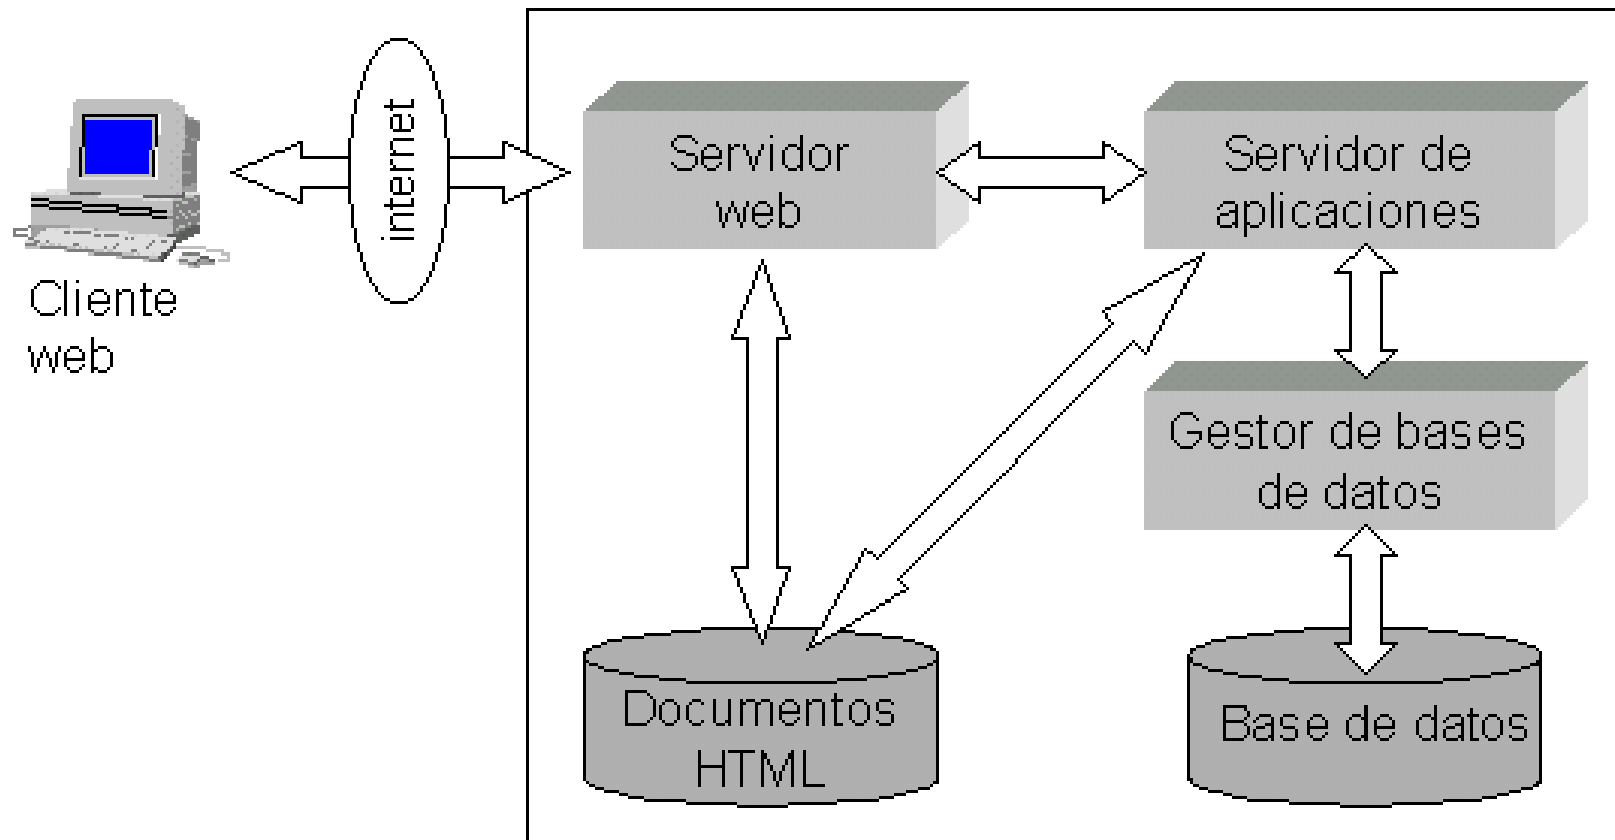 Cliente
web
internet
Servidor
web
Servidor de
aplicaciones
Gestor de bases
de datos
Documentos
HTML
Base de datos